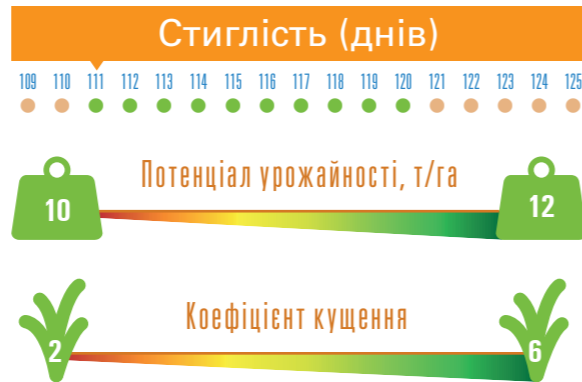 Стиглість (днів)
109 110 111 112 113 114 115 116 117 118 119 120 121 122 123 124 125
Потенціал урожайності, т/га
10 12
Коефіцієнт кущення
2 6